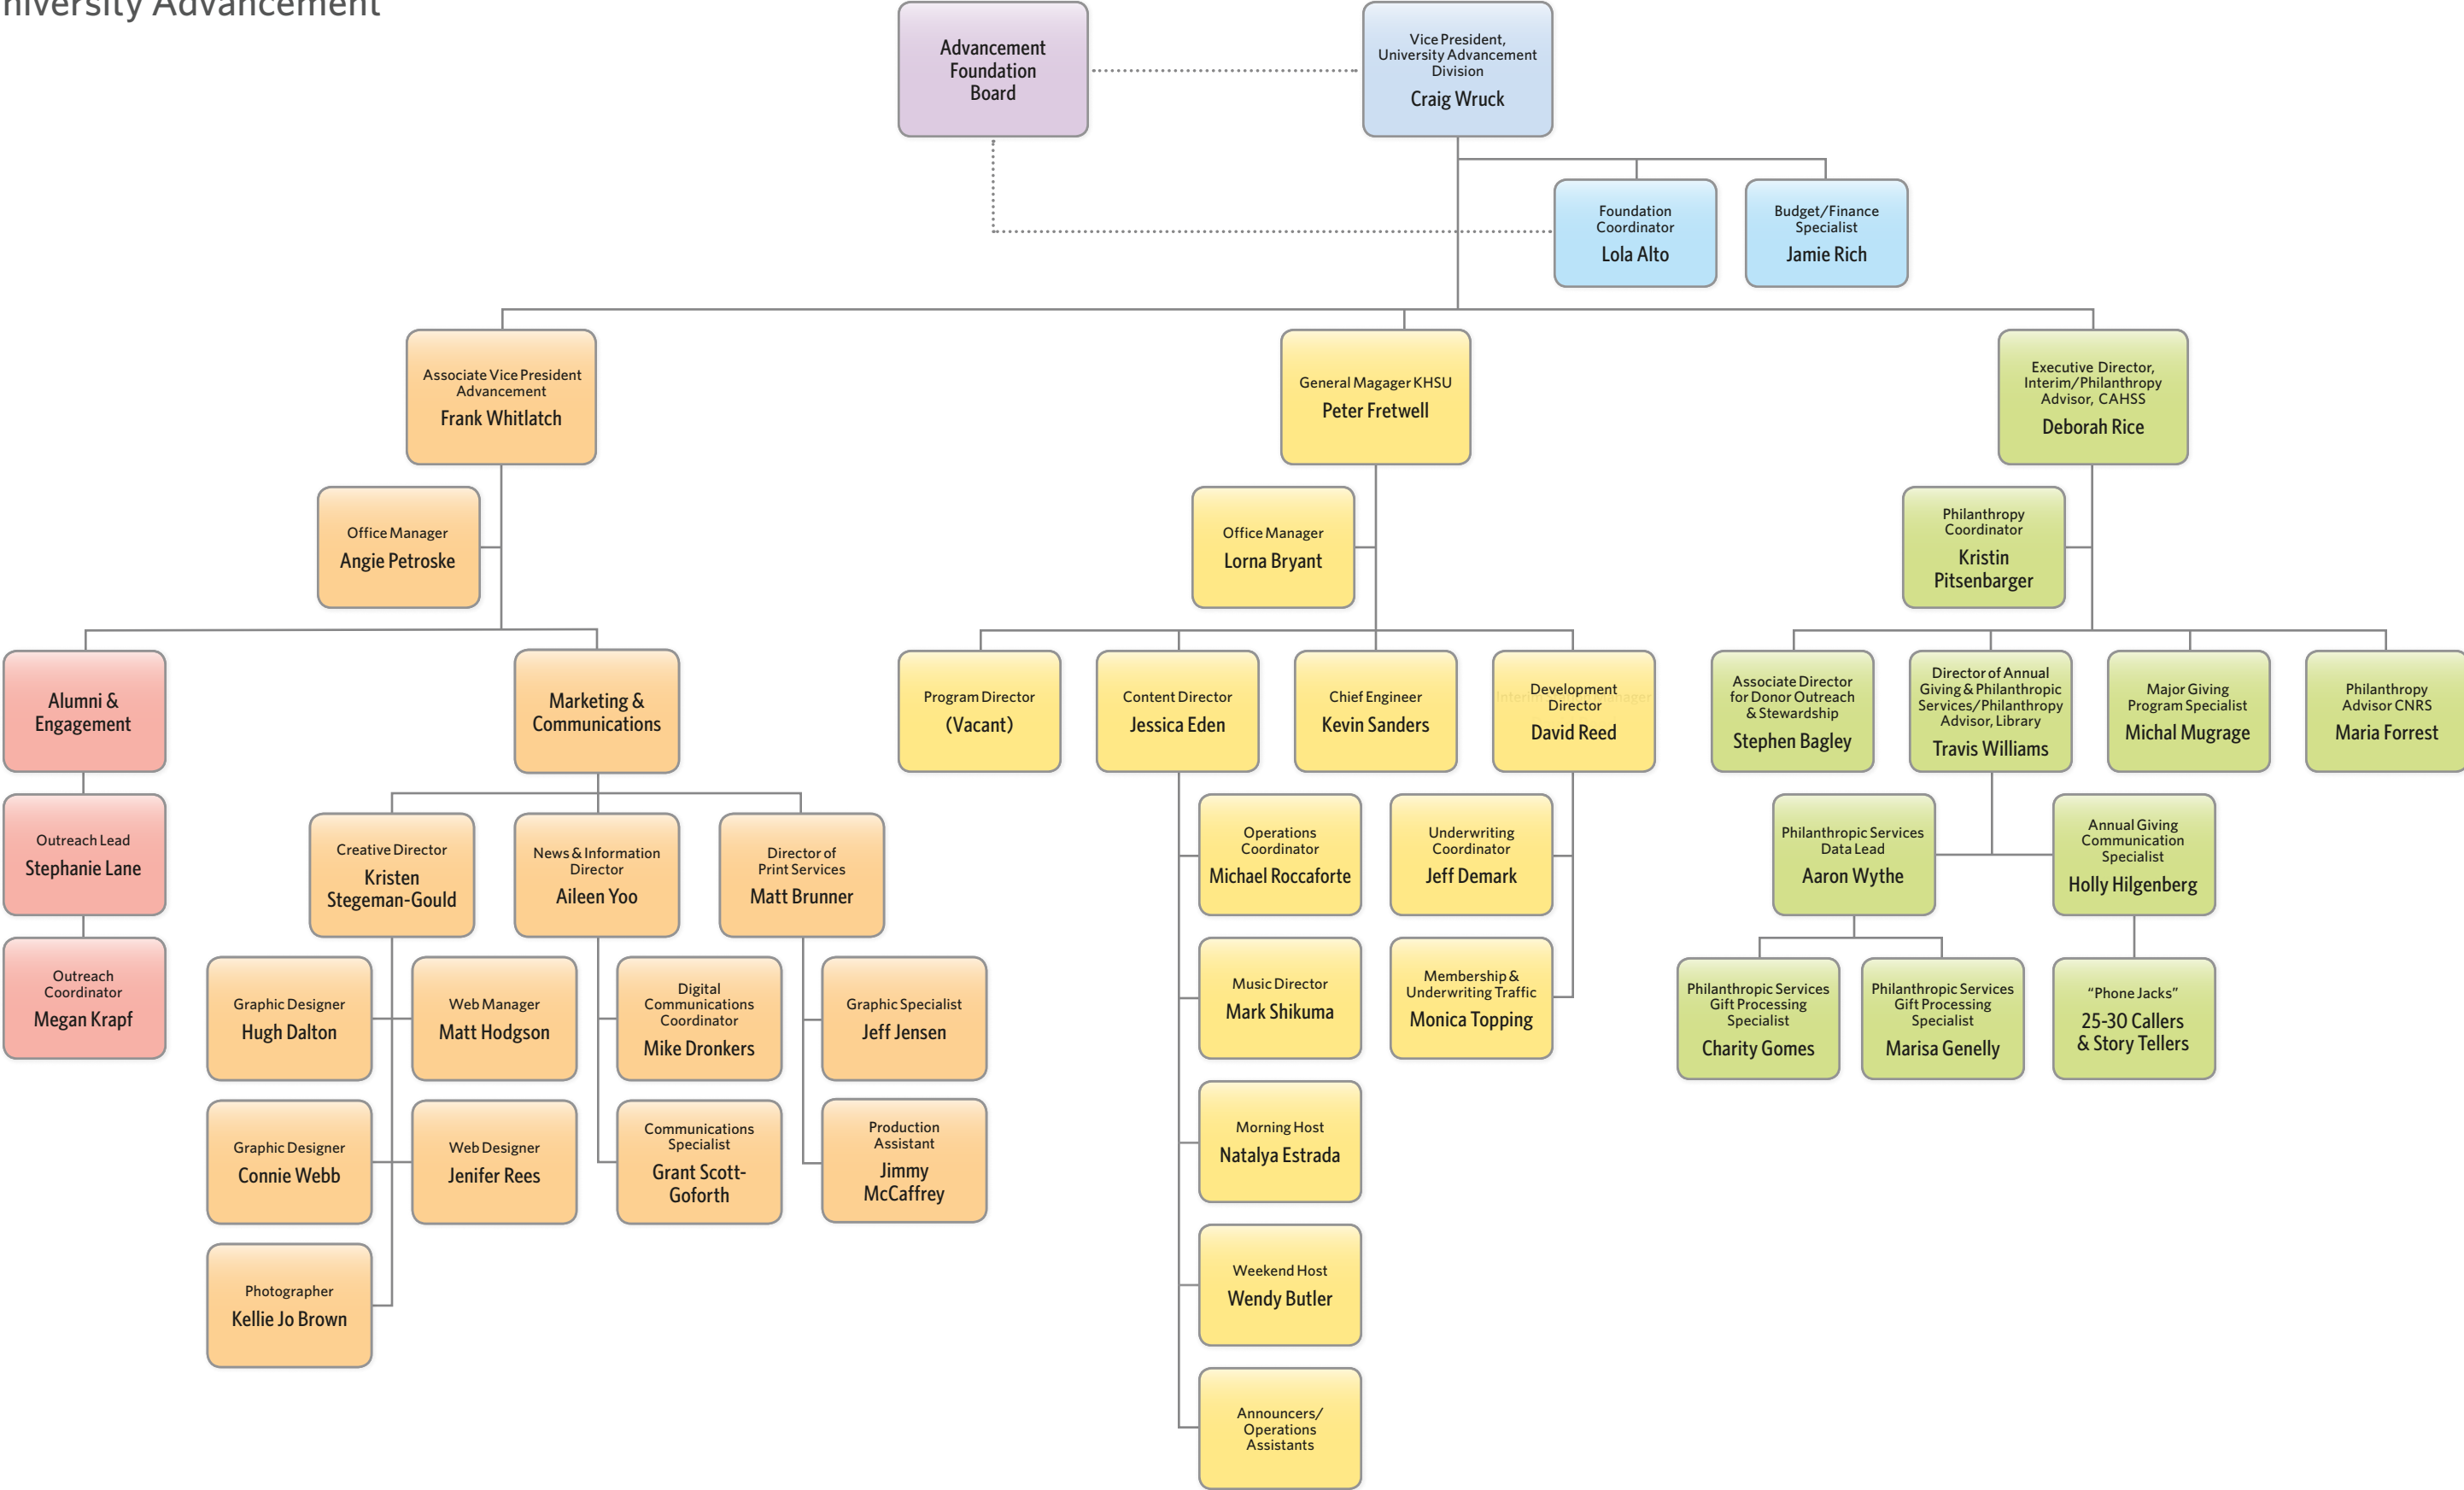 niversity Advancement
Advancement
Foundation
Board
Vice President,
University Advancement
Division
Craig Wruck
Foundation
Coordinator
Lola Alto
Budget/Finance
Specialist
Jamie Rich
Associate Vice President
Advancement
Frank Whitlatch
General Magager KHSU
Peter Fretwell
Executive Director,
Interim/Philanthropy
Advisor, CAHSS
Deborah Rice
Office Manager
Angie Petroske
Office Manager
Lorna Bryant
Philanthropy
Coordinator
Kristin
Pitsenbarger
Alumni &
Engagement
Marketing &
Communications
Program Director
(Vacant)
Content Director
Jessica Eden
Chief Engineer
Kevin Sanders
Development
Director
David Reed
Associate Director
for Donor Outreach
& Stewardship
Stephen Bagley
Director of Annual
Giving & Philanthropic
Services/Philanthropy
Advisor, Library
Travis Williams
Major Giving
Program Specialist
Michal Mugrage
Philanthropy
Advisor CNRS
Maria Forrest
Outreach Lead
Stephanie Lane
Creative Director
Kristen
Stegeman-Gould
News & Information
Director
Aileen Yoo
Director of
Print Services
Matt Brunner
Operations
Coordinator
Michael Roccaforte
Underwriting
Coordinator
Jeff Demark
Philanthropic Services
Data Lead
Aaron Wythe
Annual Giving
Communication
Specialist
Holly Hilgenberg
Outreach
Coordinator
Megan Krapf
Graphic Designer
Hugh Dalton
Web Manager
Matt Hodgson
Digital
Communications
Coordinator
Mike Dronkers
Graphic Specialist
Jeff Jensen
Music Director
Mark Shikuma
Membership &
Underwriting Traffic
Monica Topping
Philanthropic Services
Gift Processing
Specialist
Charity Gomes
Philanthropic Services
Gift Processing
Specialist
Marisa Genelly
“Phone Jacks”
25-30 Callers
& Story Tellers
Graphic Designer
Connie Webb
Web Designer
Jenifer Rees
Communications
Specialist
Grant Scott-
Goforth
Production
Assistant
Jimmy
McCaffrey
Morning Host
Natalya Estrada
Photographer
Kellie Jo Brown
Weekend Host
Wendy Butler
Announcers/
Operations
Assistants